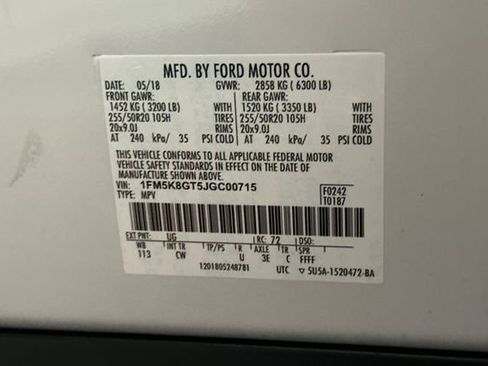 MFD. BY FORD MOTOR CO.
DATE: 05/18 GVWR: 2858 KG ( 6300 LB)
FRONT GAWR: REAR GAWR:
1452 KG ( 3200 LB) WITH 1520 KG ( 3350 LB) WITH
255/50R20 105H TIRES 255/50R20 105H TIRES
20x9.0J RIMS 20x9.0J RIMS
AT 240 kPa/ 35 PSI COLD AT 240 kPa/ 35 PSI COLD
THIS VEHICLE CONFORMS TO ALL APPLICABLE FEDERAL MOTOR
VEHICLE SAFETY STANDARDS IN EFFECT ON THE DATE OF
MANUFACTURE SHOWN ABOVE.
VIN: 1FM5K8GT5JGC00715 F0242
TYPE: MPV T0187
EXT PNT: UG RC: 72 DSO:
WB INT TR TP/PS R AXLE TR SPR
113 CW U 3E C FFFF
1201805248781 UTC ▽ 5U5A-1520472-BA